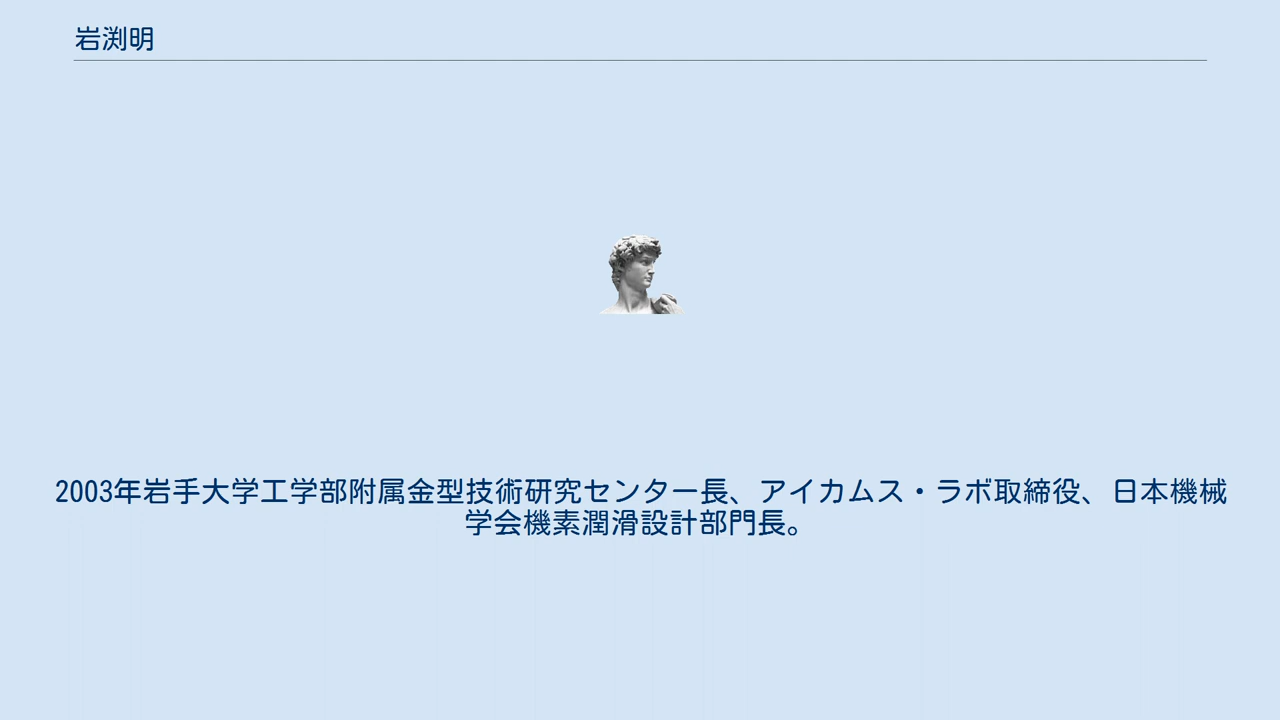 岩渕明
2003年岩手大学工学部附属金型技術研究センター長、アイカムス・ラボ取締役、日本機械
学会機素潤滑設計部門長。